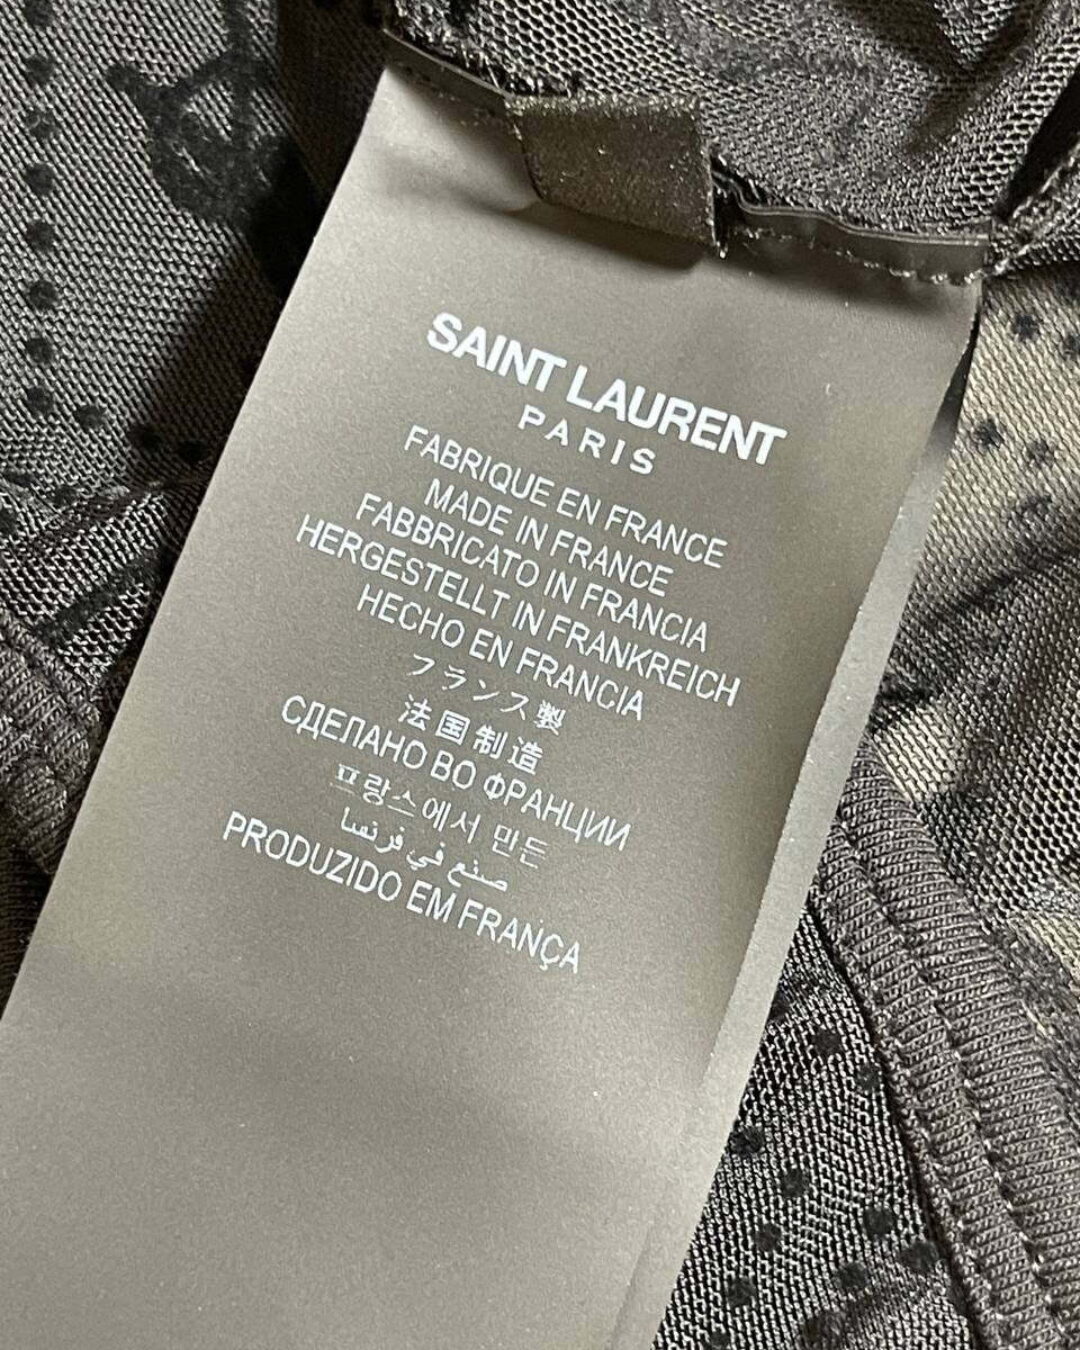 SAINT LAURENT
PARIS
FABRIQUE EN FRANCE
MADE IN FRANCE
FABBRICATO IN FRANCIA
HERGESTELLT IN FRANKREICH
HECHO EN FRANCIA
フランス製
法国制造
СДЕЛАНО ВО ФРАНЦИИ
프랑스에서 만든
صنع في فرنسا
PRODUZIDO EM FRANÇA